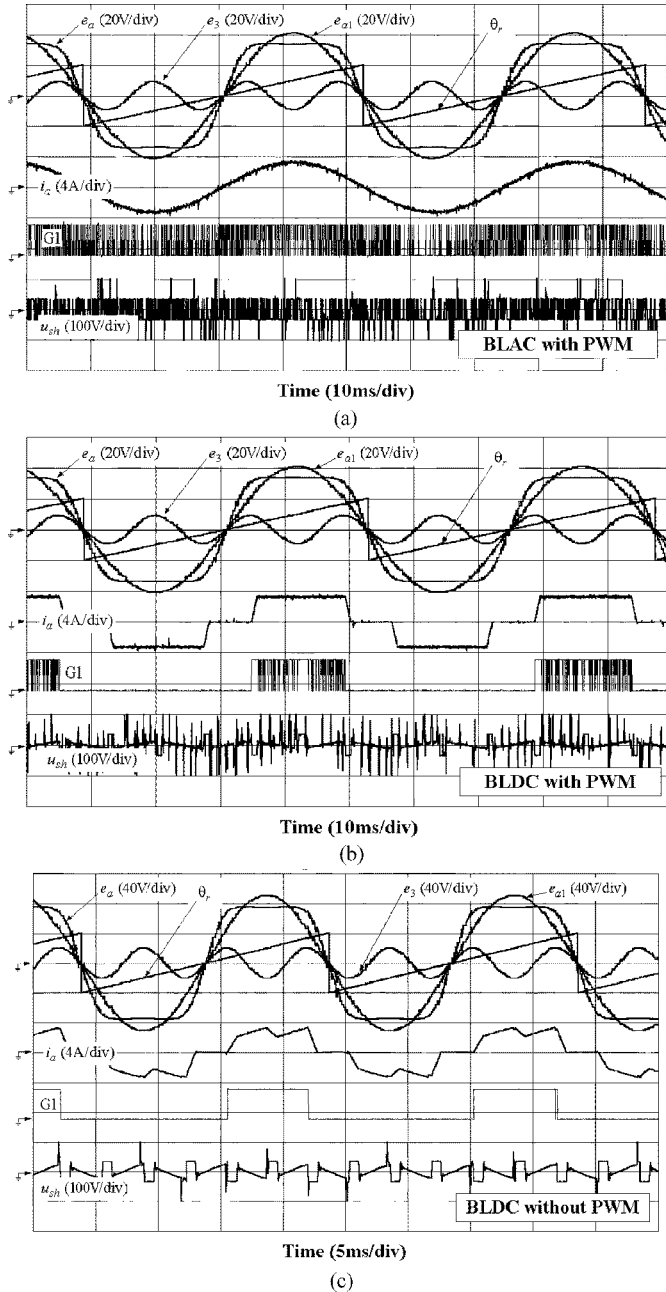 e_a (20V/div)
e_3 (20V/div)
e_a1 (20V/div)
θ_r
i_a (4A/div)
G1
u_sh (100V/div)
BLAC with PWM
Time (10ms/div)
(a)
e_a (20V/div)
e_3 (20V/div)
e_a1 (20V/div)
θ_r
i_a (4A/div)
G1
u_sh (100V/div)
BLDC with PWM
Time (10ms/div)
(b)
e_a (40V/div)
θ_r
e_3 (40V/div)
e_a1 (40V/div)
i_a (4A/div)
G1
u_sh (100V/div)
BLDC without PWM
Time (5ms/div)
(c)